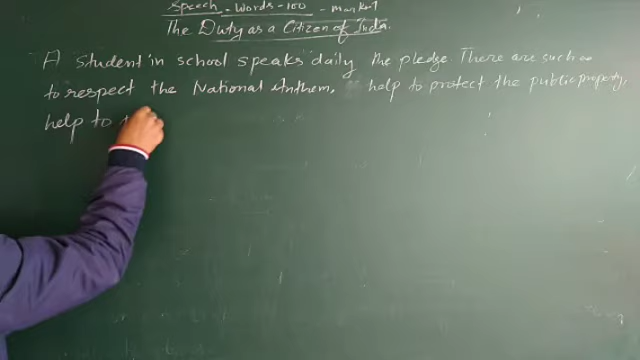 Speech - Words - 100 - Marks 1
The Duty as a Citizen of India.
A student in school speaks daily the pledge. There are such as
to respect the National Anthem, help to protect the public property,
help to